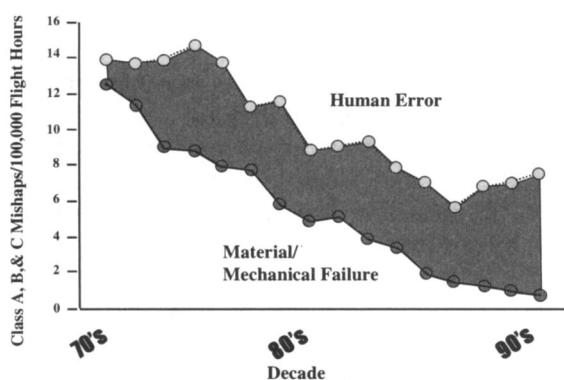 Class A, B,& C Mishaps/100,000 Flight Hours
16
14
12
10
8
6
4
2
0
Human Error
Material/
Mechanical Failure
70's
80's
90's
Decade